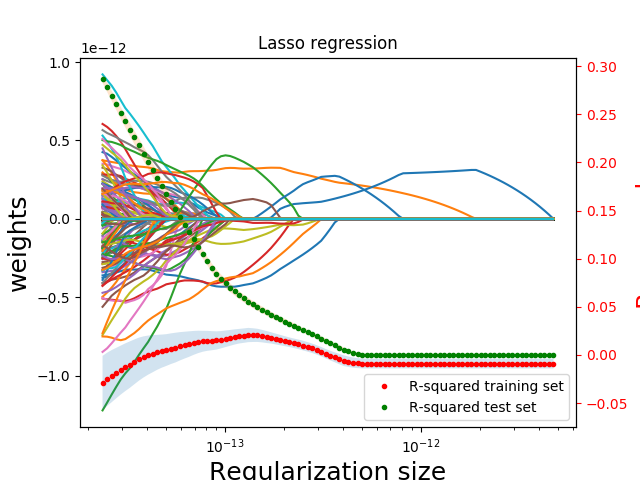 Lasso regression
1e−12
1.0
0.5
0.0
−0.5
−1.0
weights
0.30
0.25
0.20
0.15
0.10
0.05
0.00
−0.05
R-squared training set
R-squared test set
10⁻¹³
10⁻¹²
Regularization size